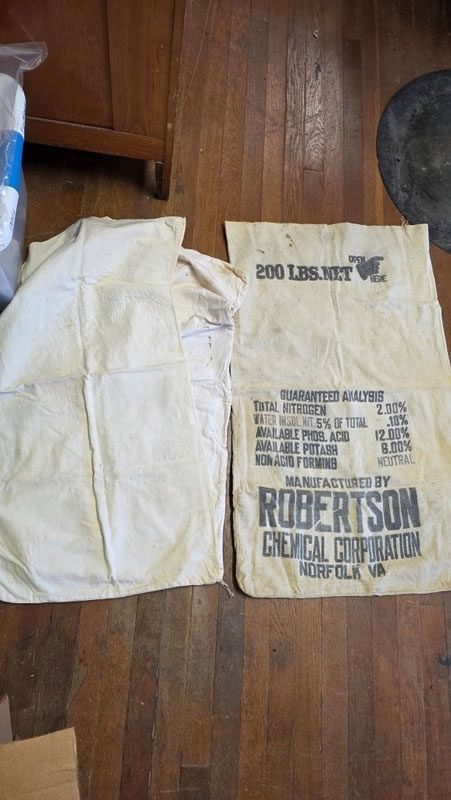 OPEN
200 LBS.NET
HERE
GUARANTEED ANALYSIS
TOTAL NITROGEN 2.00%
WATER INSOL.NIT. 5% OF TOTAL .10%
AVAILABLE PHOS. ACID 12.00%
AVAILABLE POTASH 6.00%
NON ACID FORMING NEUTRAL
MANUFACTURED BY
ROBERTSON
CHEMICAL CORPORATION
NORFOLK VA